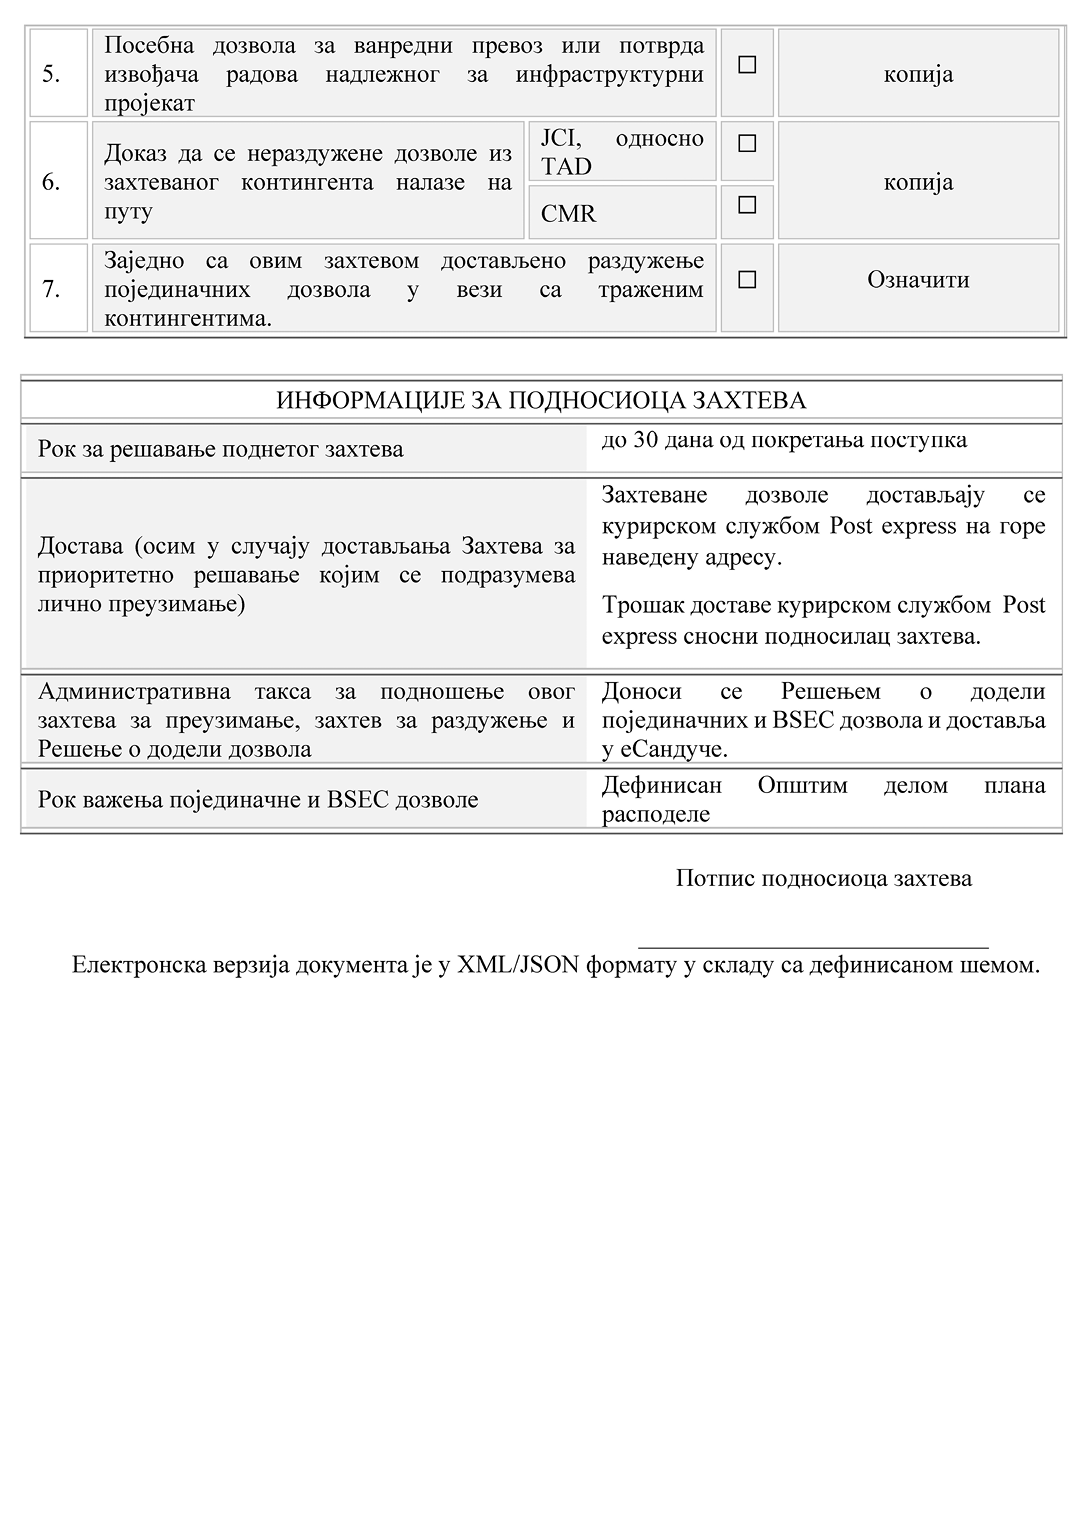 5.
Посебна дозвола за ванредни превоз или потврда
извођача радова надлежног за инфраструктурни
пројекат
☐
копија
6.
Доказ да се нераздужене дозволе из
захтеваног контингента налазе на
путу
JCI, односно
TAD
☐
CMR
☐
копија
7.
Заједно са овим захтевом достављено раздужење
појединачних дозвола у вези са траженим
контингентима.
☐
Означити
ИНФОРМАЦИЈЕ ЗА ПОДНОСИОЦА ЗАХТЕВА
Рок за решавање поднетог захтева
до 30 дана од покретања поступка
Достава (осим у случају достављања Захтева за
приоритетно решавање којим се подразумева
лично преузимање)
Захтеване дозволе достављају се
курирском службом Post express на горе
наведену адресу.
Трошак доставе курирском службом Post
express сносни подносилац захтева.
Административна такса за подношење овог
захтева за преузимање, захтев за раздужење и
Решење о додели дозвола
Доноси се Решењем о додели
појединачних и BSEC дозвола и доставља
у еСандуче.
Рок важења појединачне и BSEC дозволе
Дефинисан Општим делом плана
расподеле
Потпис подносиоца захтева
Електронска верзија документа је у XML/JSON формату у складу са дефинисаном шемом.